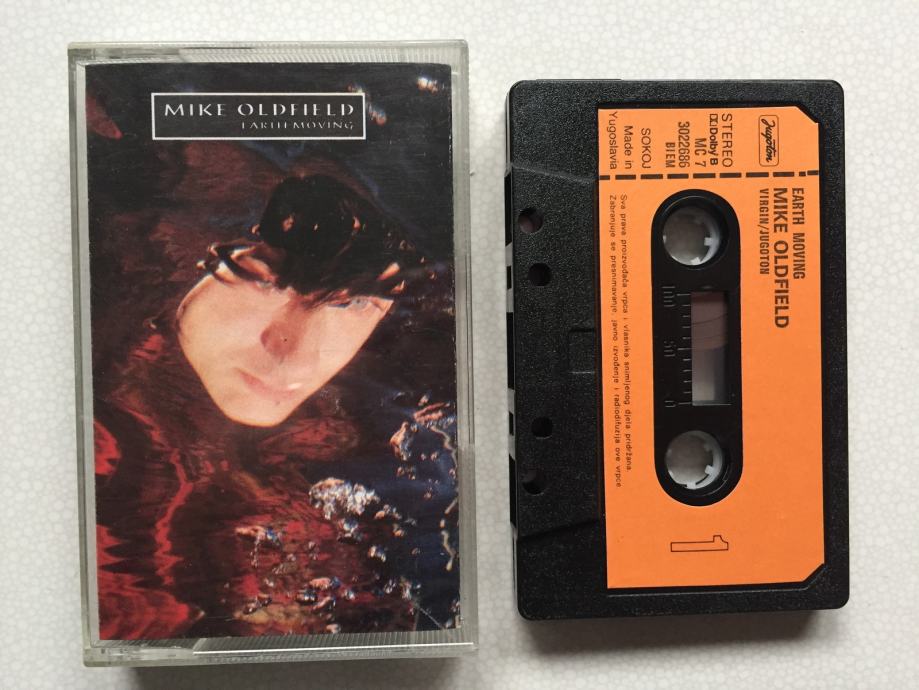 MIKE OLDFIELD
EARTH MOVING
Jugoton
EARTH MOVING
MIKE OLDFIELD
VIRGIN/JUGOTON
STEREO
Dolby B
MC 7
3022686
BIEM
SOKOJ
Made in
Yugoslavia
100 50 0
Sva prava proizvođača vrpca i vlasnika snimljenog djela pridržana.
Zabranjuje se presnimavanje, javno izvođenje i radiodifuzija ove vrpce
1